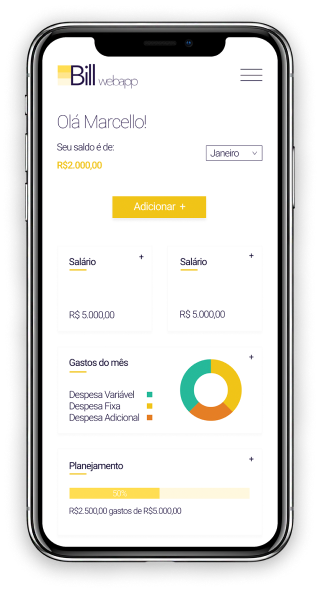 Bill webapp
Olá Marcello!
Seu saldo é de:
R$2.000,00
Janeiro
Adicionar +
Salário +
R$ 5.000,00
Salário +
R$ 5.000,00
Gastos do mês +
Despesa Variável
Despesa Fixa
Despesa Adicional
Planejamento +
50%
R$2.500,00 gastos de R$5.000,00